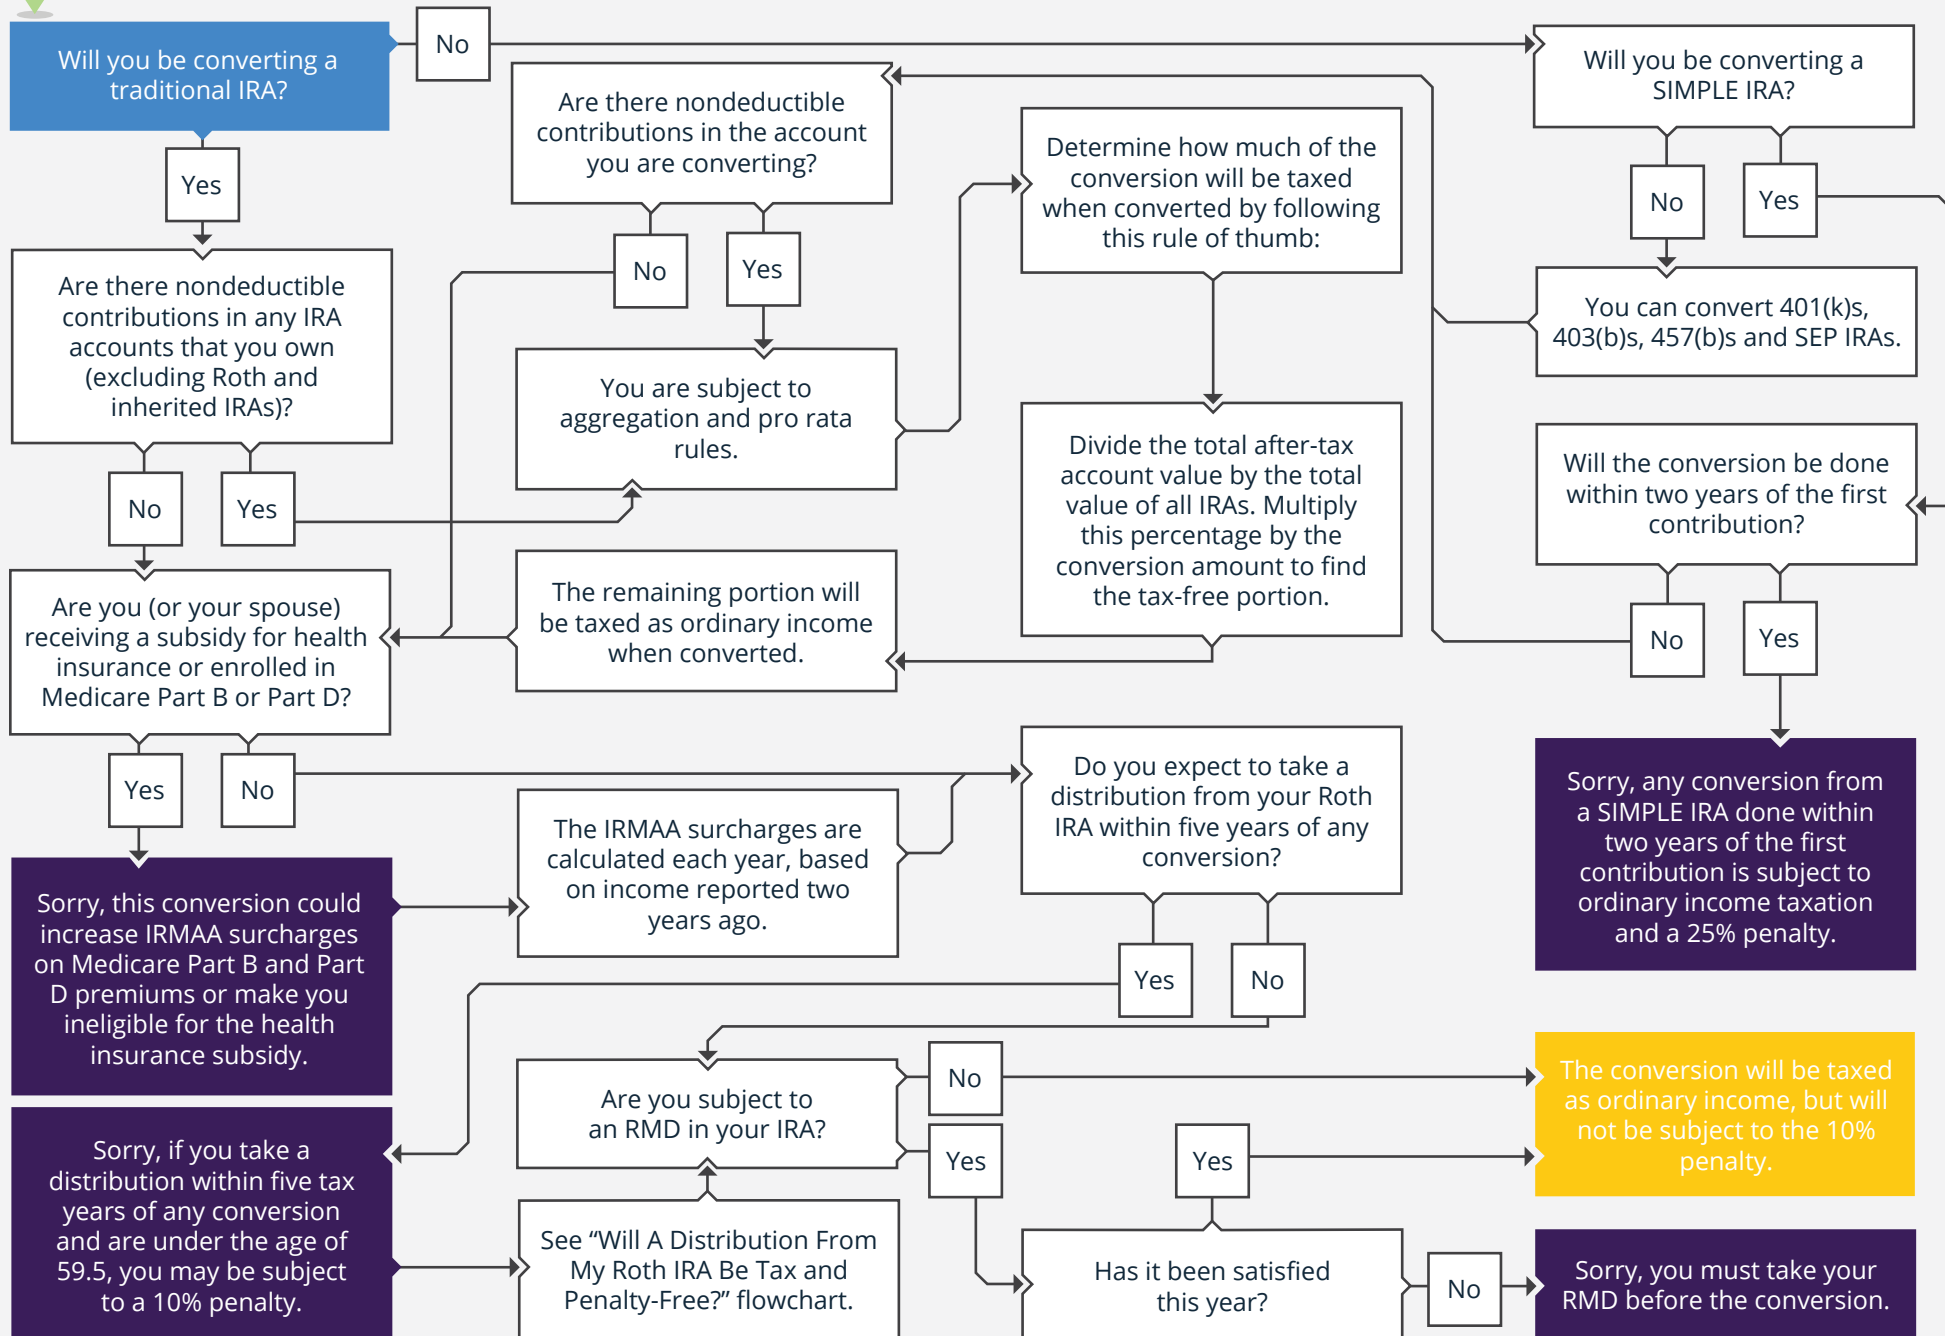 Will you be converting a
traditional IRA?
No
Yes
Are there nondeductible
contributions in any IRA
accounts that you own
(excluding Roth and
inherited IRAs)?
No
Yes
Are you (or your spouse)
receiving a subsidy for health
insurance or enrolled in
Medicare Part B or Part D?
Yes
No
Sorry, this conversion could
increase IRMAA surcharges
on Medicare Part B and Part
D premiums or make you
ineligible for the health
insurance subsidy.
Sorry, if you take a
distribution within five tax
years of any conversion
and are under the age of
59.5, you may be subject
to a 10% penalty.
Are there nondeductible
contributions in the account
you are converting?
No
Yes
You are subject to
aggregation and pro rata
rules.
The remaining portion will
be taxed as ordinary income
when converted.
The IRMAA surcharges are
calculated each year, based
on income reported two
years ago.
Are you subject to
an RMD in your IRA?
No
Yes
See “Will A Distribution From
My Roth IRA Be Tax and
Penalty-Free?” flowchart.
Determine how much of the
conversion will be taxed
when converted by following
this rule of thumb:
Divide the total after-tax
account value by the total
value of all IRAs. Multiply
this percentage by the
conversion amount to find
the tax-free portion.
Do you expect to take a
distribution from your Roth
IRA within five years of any
conversion?
Yes
No
Yes
Has it been satisfied
this year?
No
Will you be converting a
SIMPLE IRA?
No
Yes
You can convert 401(k)s,
403(b)s, 457(b)s and SEP IRAs.
Will the conversion be done
within two years of the first
contribution?
No
Yes
Sorry, any conversion from
a SIMPLE IRA done within
two years of the first
contribution is subject to
ordinary income taxation
and a 25% penalty.
The conversion will be taxed
as ordinary income, but will
not be subject to the 10%
penalty.
Sorry, you must take your
RMD before the conversion.